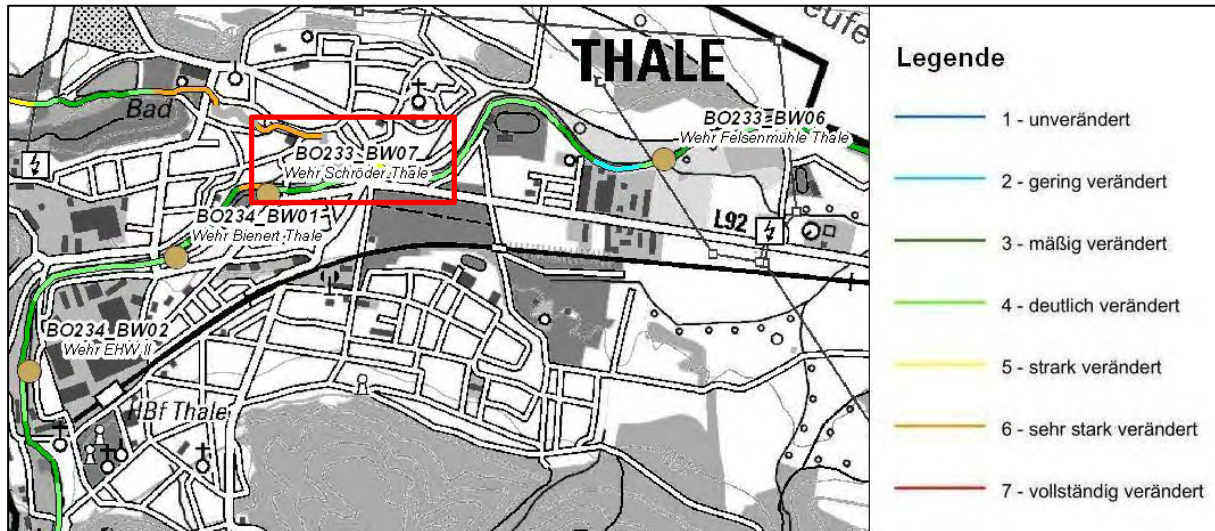 THALE
eufe
Bad
BO233_BW06
Wehr Felsenmühle Thale
BO233_BW07
Wehr Schröder Thale
BO234_BW01
Wehr Bienert Thale
L92
BO234_BW02
Wehr EHW II
HBf Thale
Legende
1 - unverändert
2 - gering verändert
3 - mäßig verändert
4 - deutlich verändert
5 - strark verändert
6 - sehr stark verändert
7 - vollständig verändert